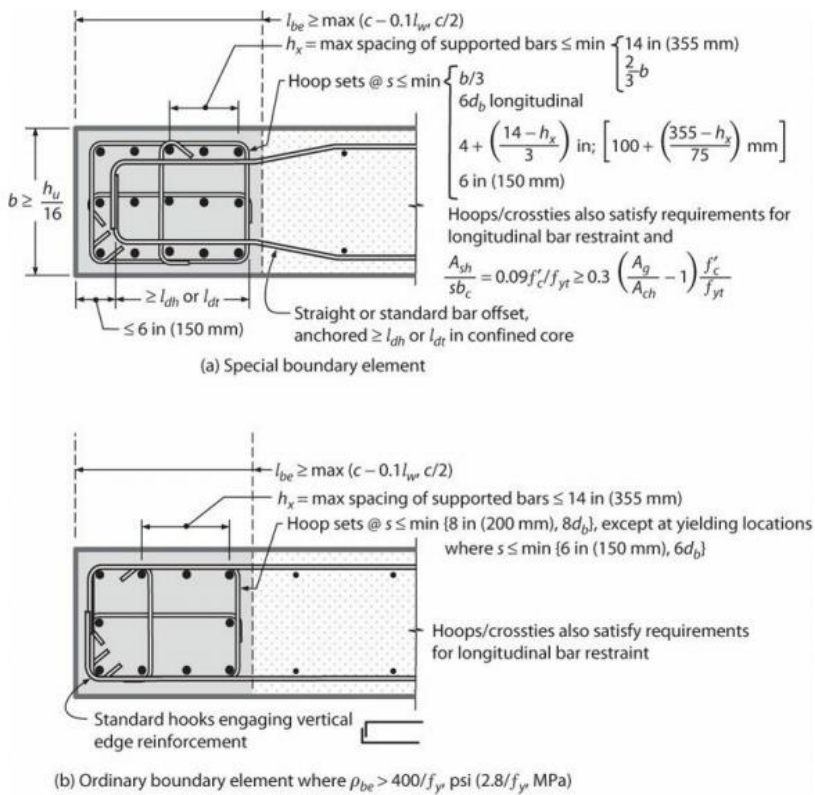 l_be ≥ max (c – 0.1l_w, c/2)
h_x = max spacing of supported bars ≤ min { 14 in (355 mm)
2/3 b
Hoop sets @ s ≤ min { b/3
6d_b longitudinal
4 + ((14 – h_x)/3) in; [100 + ((355 – h_x)/75) mm]
6 in (150 mm)
b ≥ h_u/16
Hoops/crossties also satisfy requirements for
longitudinal bar restraint and
A_sh/sb_c = 0.09f'_c/f_yt ≥ 0.3 (A_g/A_ch – 1) f'_c/f_yt
≥ l_dh or l_dt
≤ 6 in (150 mm)
Straight or standard bar offset,
anchored ≥ l_dh or l_dt in confined core
(a) Special boundary element
l_be ≥ max (c – 0.1l_w, c/2)
h_x = max spacing of supported bars ≤ 14 in (355 mm)
Hoop sets @ s ≤ min {8 in (200 mm), 8d_b}, except at yielding locations
where s ≤ min {6 in (150 mm), 6d_b}
Hoops/crossties also satisfy requirements
for longitudinal bar restraint
Standard hooks engaging vertical
edge reinforcement
(b) Ordinary boundary element where ρ_be > 400/f_y, psi (2.8/f_y, MPa)